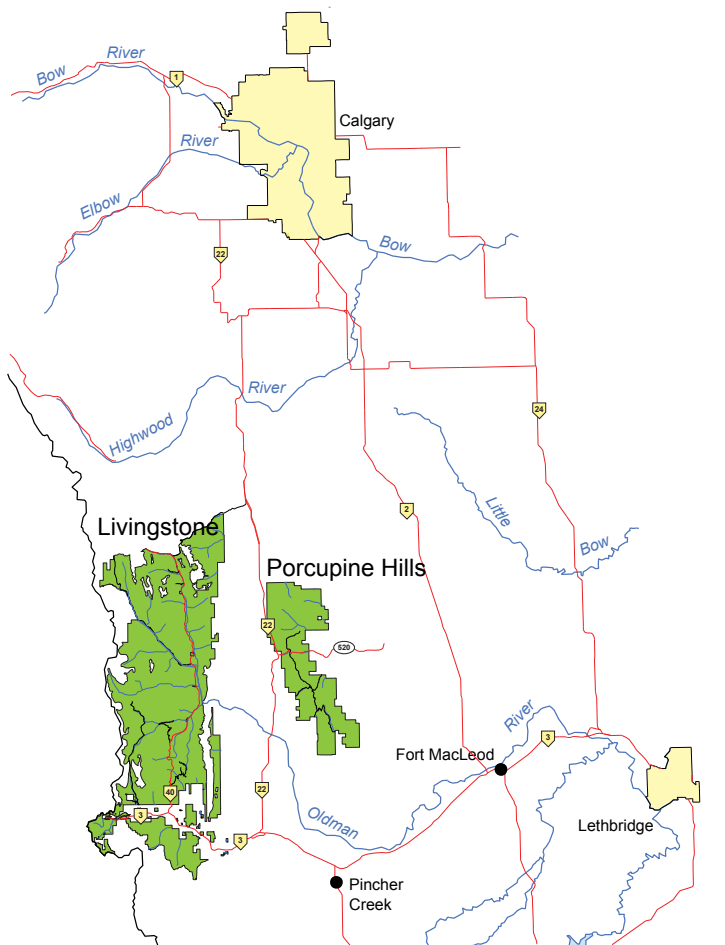 River
Bow
1
Calgary
River
Elbow
Bow
22
River
Highwood
24
Little
2
Livingstone
Bow
Porcupine Hills
22
520
River
Fort MacLeod
3
40
22
3
Oldman
3
Lethbridge
Pincher
Creek